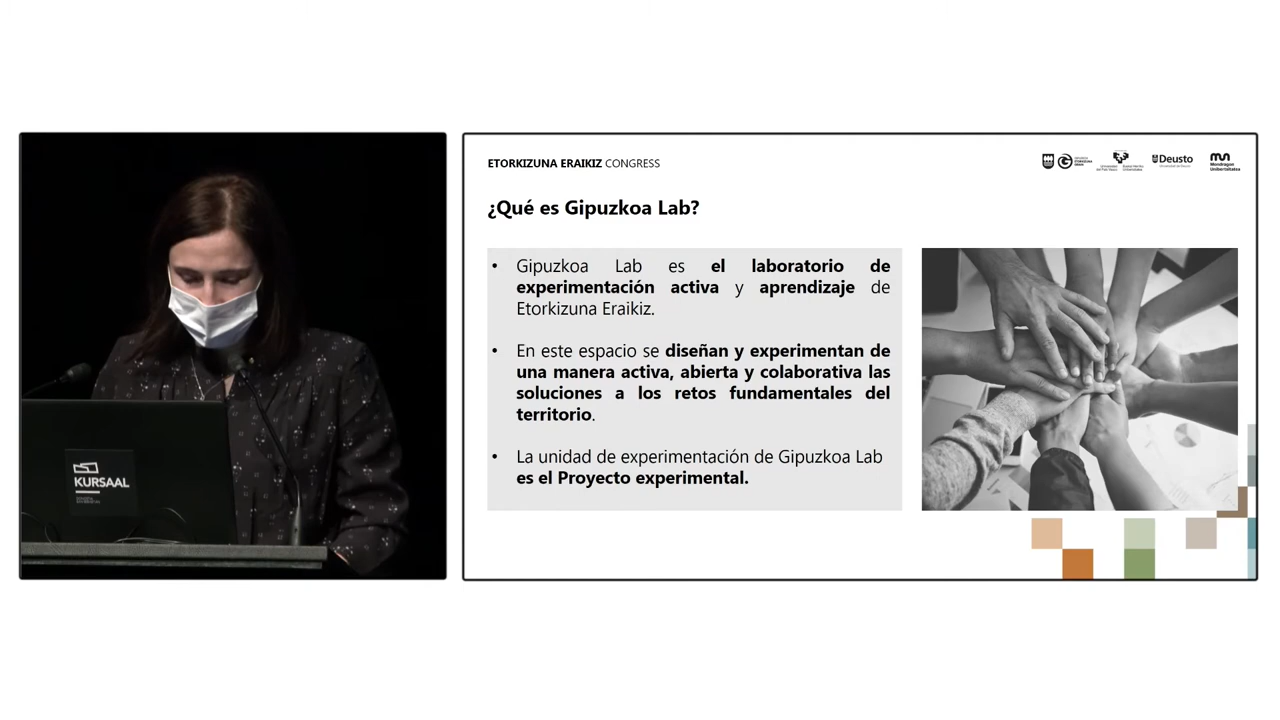 KURSAAL
ETORKIZUNA ERAIKIZ CONGRESS
Deusto
Mondragon
Unibertsitatea
¿Qué es Gipuzkoa Lab?
• Gipuzkoa Lab es el laboratorio de
experimentación activa y aprendizaje de
Etorkizuna Eraikiz.
• En este espacio se diseñan y experimentan de
una manera activa, abierta y colaborativa las
soluciones a los retos fundamentales del
territorio.
• La unidad de experimentación de Gipuzkoa Lab
es el Proyecto experimental.